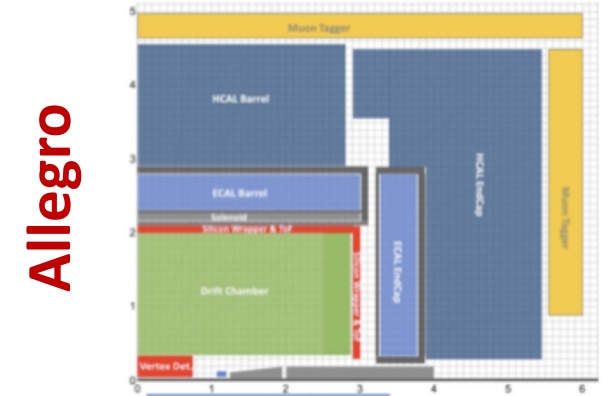 Allegro
5
Muon Tagger
4
HCAL Barrel
HCAL EndCap
3
ECAL Barrel
Muon Tagger
Solenoid
2
Silicon Wrapper & ToF
ECAL EndCap
Silicon Wrapper & ToF
Drift Chamber
1
Vertex Det.
0
0 1 2 3 4 5 6